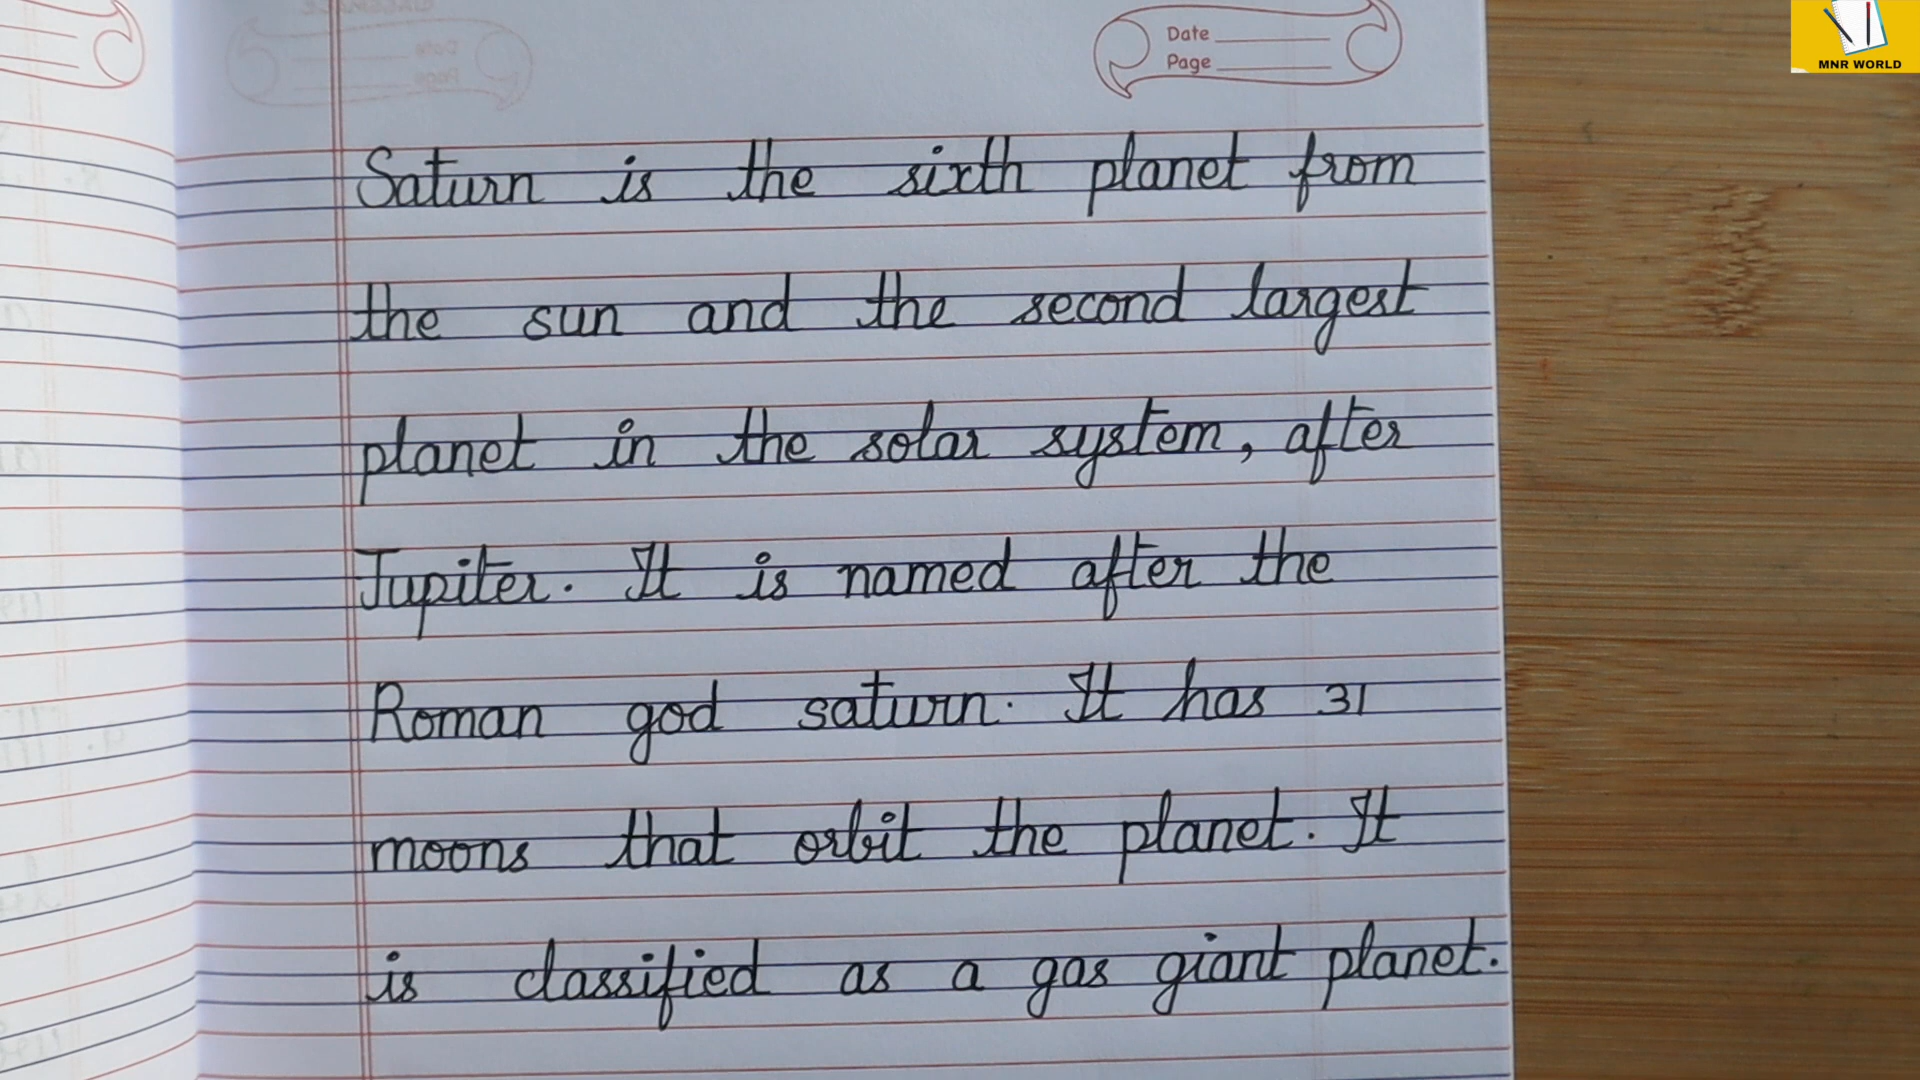 Date
Page
MNR WORLD
Saturn is the sixth planet from
the sun and the second largest
planet in the solar system, after
Jupiter. It is named after the
Roman god saturn. It has 31
moons that orbit the planet. It
is classified as a gas giant planet.